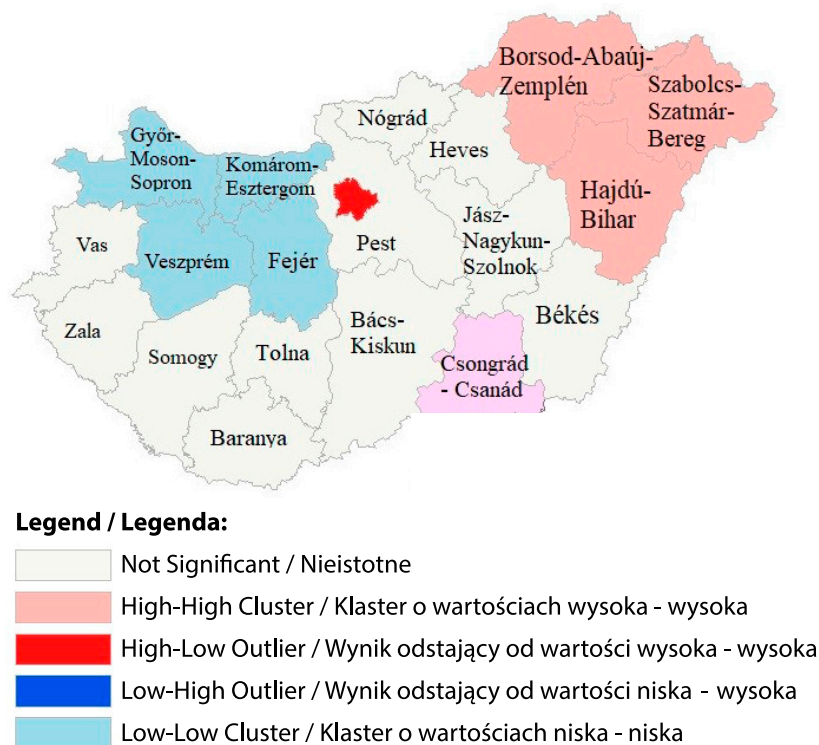 Borsod-Abaúj-
Zemplén
Szabolcs-
Szatmár-
Bereg
Nógrád
Heves
Győr-
Moson-
Sopron
Komárom-
Esztergom
Hajdú-
Bihar
Jász-
Nagykun-
Szolnok
Vas
Veszprém
Fejér
Pest
Békés
Bács-
Kiskun
Zala
Somogy
Tolna
Csongrád
- Csanád
Baranya
Legend / Legenda:
Not Significant / Nieistotne
High-High Cluster / Klaster o wartościach wysoka - wysoka
High-Low Outlier / Wynik odstający od wartości wysoka - wysoka
Low-High Outlier / Wynik odstający od wartości niska - wysoka
Low-Low Cluster / Klaster o wartościach niska - niska